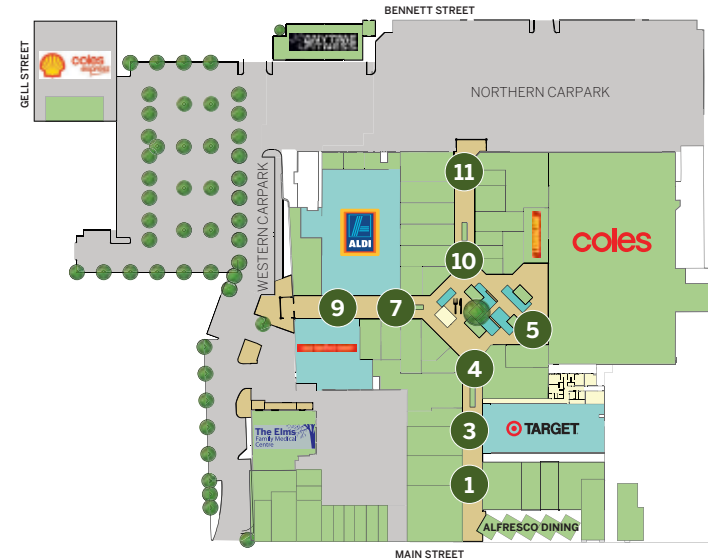 BENNETT STREET
GELL STREET
coles
express
NORTHERN CARPARK
WESTERN CARPARK
11
ALDI
coles
10
9
7
5
4
The Elms
Family Medical
Centre
3
TARGET
1
ALFRESCO DINING
MAIN STREET